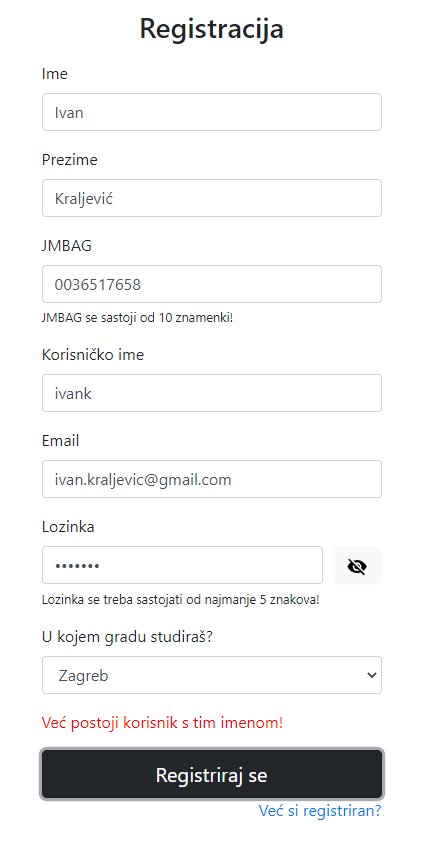 Registracija
Ime
Ivan
Prezime
Kraljević
JMBAG
0036517658
JMBAG se sastoji od 10 znamenki!
Korisničko ime
ivank
Email
ivan.kraljevic@gmail.com
Lozinka
•••••••
Lozinka se treba sastojati od najmanje 5 znakova!
U kojem gradu studiraš?
Zagreb
Već postoji korisnik s tim imenom!
Registriraj se
Već si registriran?